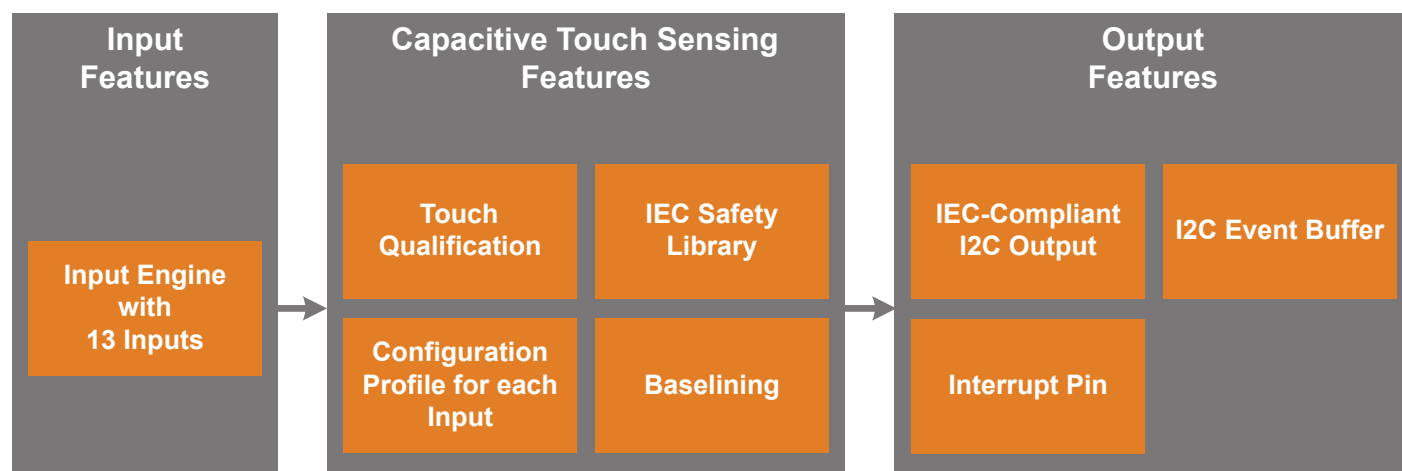 Input
Features
Input Engine
with
13 Inputs
Capacitive Touch Sensing
Features
Touch
Qualification
IEC Safety
Library
Configuration
Profile for each
Input
Baselining
Output
Features
IEC-Compliant
I2C Output
I2C Event Buffer
Interrupt Pin